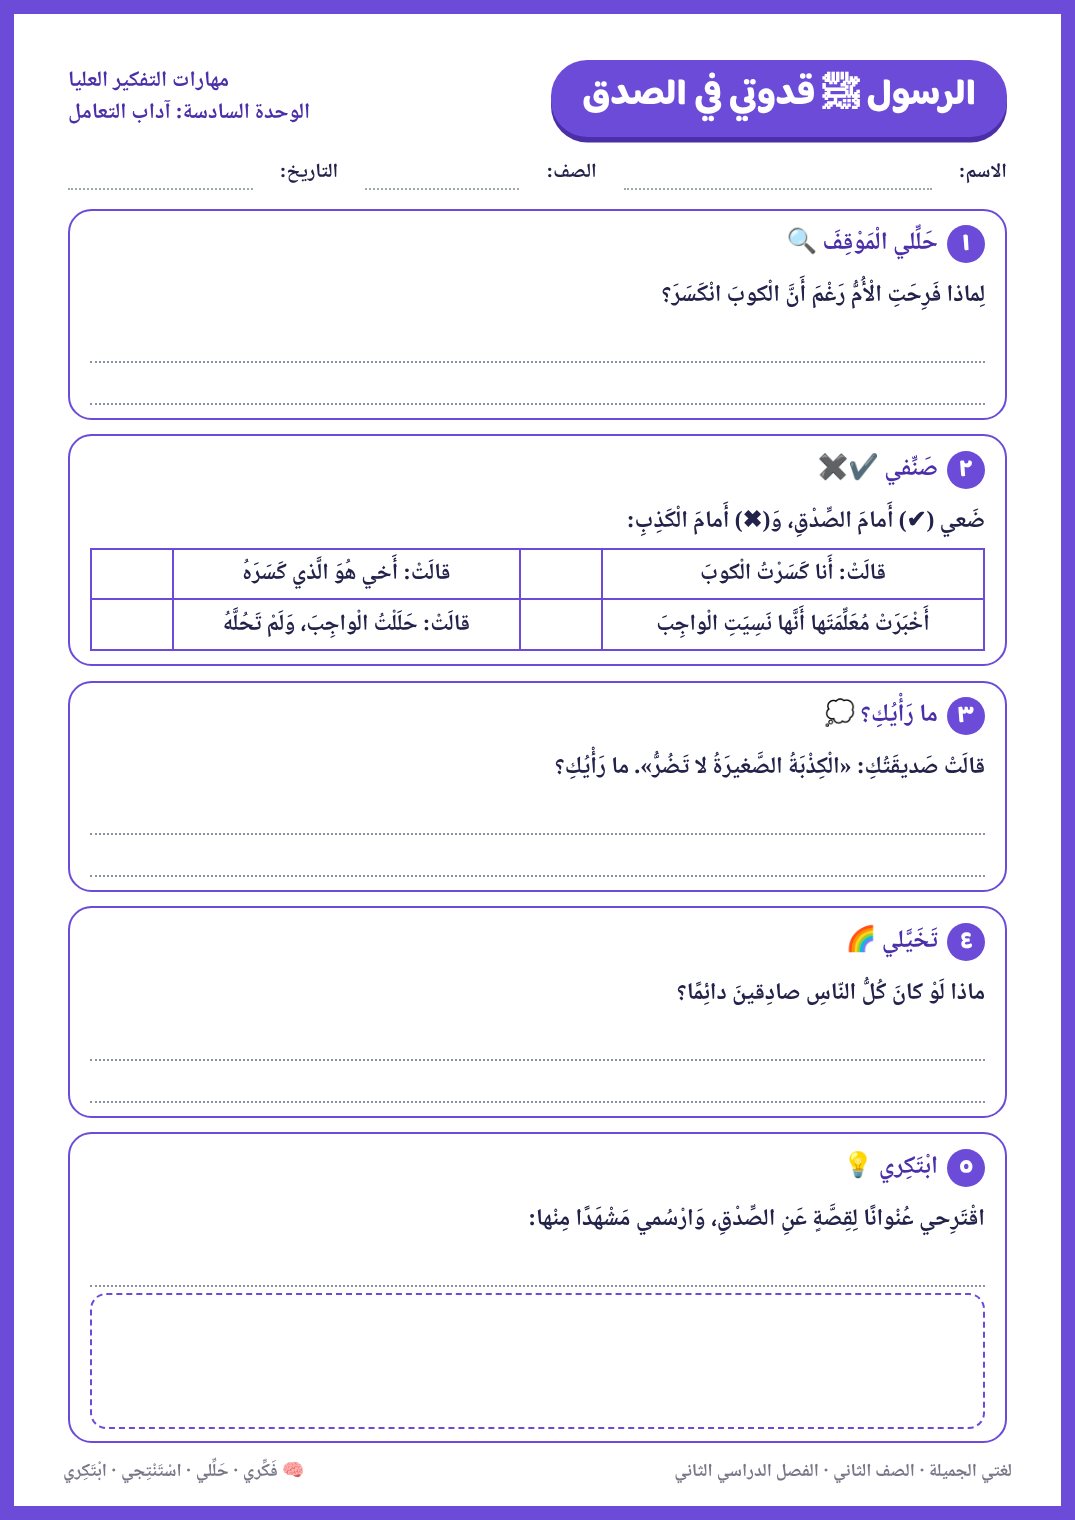 الرسول ﷺ قدوتي في الصدق
مهارات التفكير العليا
الوحدة السادسة: آداب التعامل
الاسم: الصف: التاريخ:
١ حَلِّلي الْمَوْقِفَ 🔍
لِماذا فَرِحَتِ الْأُمُّ رَغْمَ أَنَّ الْكوبَ انْكَسَرَ؟
٢ صَنِّفي ✔️✖️
ضَعي (✔) أَمامَ الصِّدْقِ، وَ(✖) أَمامَ الْكَذِبِ:
قالَتْ: أَنا كَسَرْتُ الْكوبَ
قالَتْ: أَخي هُوَ الَّذي كَسَرَهُ
أَخْبَرَتْ مُعَلِّمَتَها أَنَّها نَسِيَتِ الْواجِبَ
قالَتْ: حَلَلْتُ الْواجِبَ، وَلَمْ تَحُلَّهُ
٣ ما رَأْيُكِ؟ 💭
قالَتْ صَديقَتُكِ: «الْكِذْبَةُ الصَّغيرَةُ لا تَضُرُّ». ما رَأْيُكِ؟
٤ تَخَيَّلي 🌈
ماذا لَوْ كانَ كُلُّ النّاسِ صادِقينَ دائِمًا؟
٥ ابْتَكِري 💡
اقْتَرِحي عُنْوانًا لِقِصَّةٍ عَنِ الصِّدْقِ، وَارْسُمي مَشْهَدًا مِنْها:
لغتي الجميلة · الصف الثاني · الفصل الدراسي الثاني
🧠 فَكِّري · حَلِّلي · اسْتَنْتِجي · ابْتَكِري